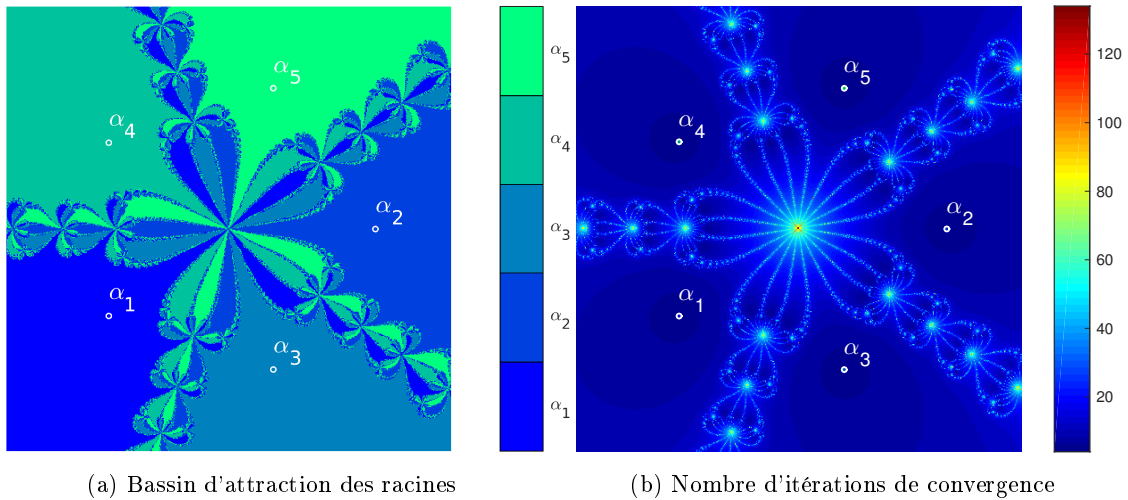 α5
α4
α2
α1
α3
α5
α4
α3
α2
α1
α5
α4
α2
α1
α3
120
100
80
60
40
20
(a) Bassin d'attraction des racines
(b) Nombre d'itérations de convergence